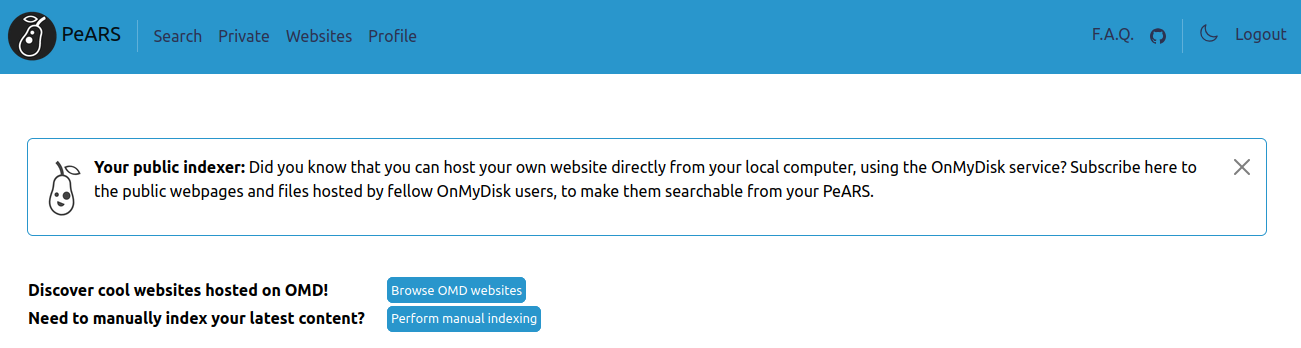 PeARS Search Private Websites Profile F.A.Q. Logout
Your public indexer: Did you know that you can host your own website directly from your local computer, using the OnMyDisk service? Subscribe here to
the public webpages and files hosted by fellow OnMyDisk users, to make them searchable from your PeARS.
Discover cool websites hosted on OMD! Browse OMD websites
Need to manually index your latest content? Perform manual indexing